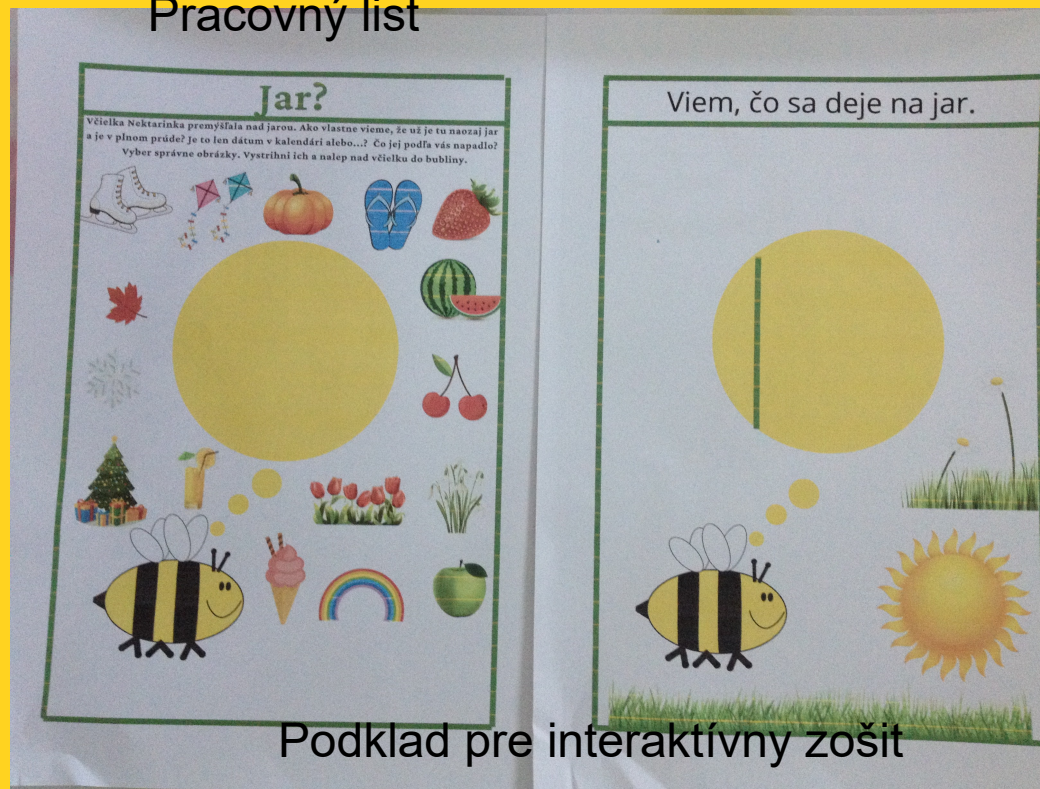 Pracovný list
Jar?
Včielka Nektarinka premýšľala nad jarou. Ako vlastne vieme, že už je tu naozaj jar
a je v plnom prúde? Je to len dátum v kalendári alebo...? Čo jej podľa vás napadlo?
Vyber správne obrázky. Vystrihni ich a nalep nad včielku do bubliny.
Viem, čo sa deje na jar.
Podklad pre interaktívny zošit